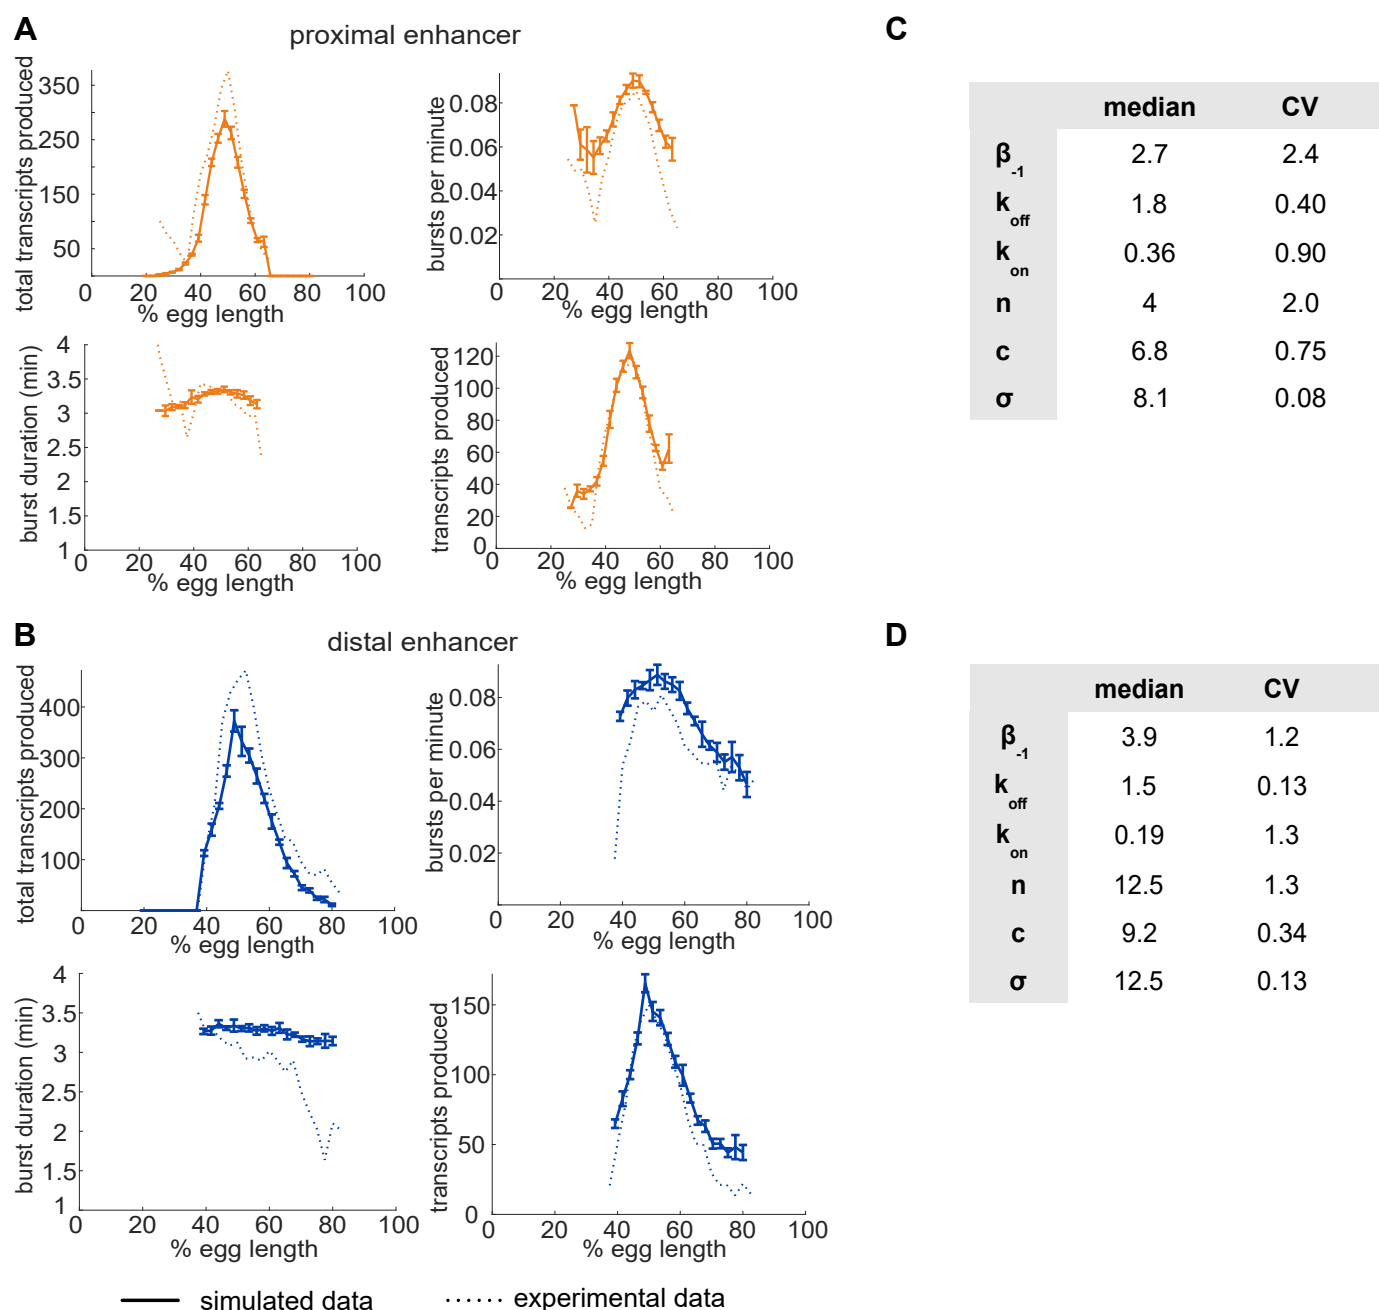 A
proximal enhancer
total transcripts produced
350
250
150
50
0
20
40
60
80
100
% egg length
bursts per minute
0.08
0.06
0.04
0.02
0
20
40
60
80
100
% egg length
burst duration (min)
4
3.5
3
2.5
2
1.5
1
0
20
40
60
80
100
% egg length
transcripts produced
120
100
80
60
40
20
0
0
20
40
60
80
100
% egg length
C
median CV
β-1 2.7 2.4
koff 1.8 0.40
kon 0.36 0.90
n 4 2.0
c 6.8 0.75
σ 8.1 0.08
B
distal enhancer
total transcripts produced
400
300
200
100
0
20
40
60
80
100
% egg length
bursts per minute
0.08
0.06
0.04
0.02
0
20
40
60
80
100
% egg length
burst duration (min)
4
3.5
3
2.5
2
1.5
1
0
20
40
60
80
100
% egg length
transcripts produced
150
100
50
0
0
20
40
60
80
100
% egg length
D
median CV
β-1 3.9 1.2
koff 1.5 0.13
kon 0.19 1.3
n 12.5 1.3
c 9.2 0.34
σ 12.5 0.13
simulated data
experimental data